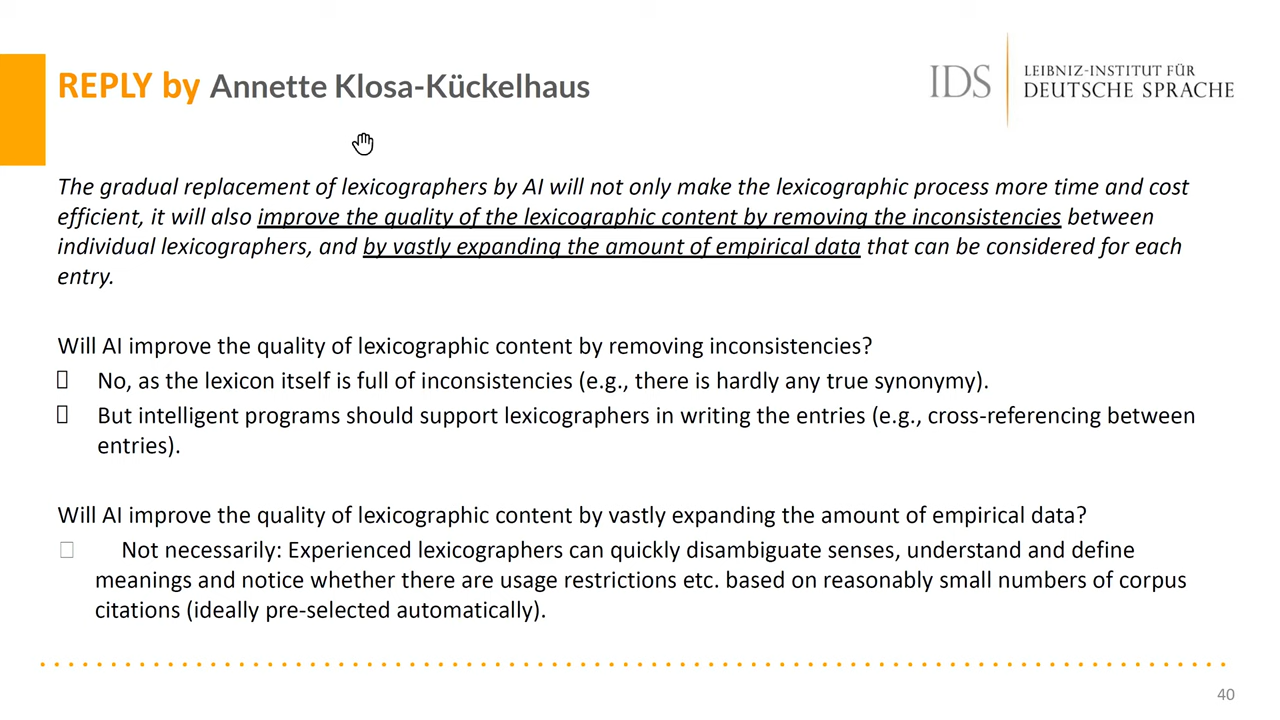 REPLY by Annette Klosa-Kückelhaus
IDS
LEIBNIZ-INSTITUT FÜR
DEUTSCHE SPRACHE
The gradual replacement of lexicographers by AI will not only make the lexicographic process more time and cost
efficient, it will also improve the quality of the lexicographic content by removing the inconsistencies between
individual lexicographers, and by vastly expanding the amount of empirical data that can be considered for each
entry.
Will AI improve the quality of lexicographic content by removing inconsistencies?
No, as the lexicon itself is full of inconsistencies (e.g., there is hardly any true synonymy).
But intelligent programs should support lexicographers in writing the entries (e.g., cross-referencing between
entries).
Will AI improve the quality of lexicographic content by vastly expanding the amount of empirical data?
Not necessarily: Experienced lexicographers can quickly disambiguate senses, understand and define
meanings and notice whether there are usage restrictions etc. based on reasonably small numbers of corpus
citations (ideally pre-selected automatically).
40